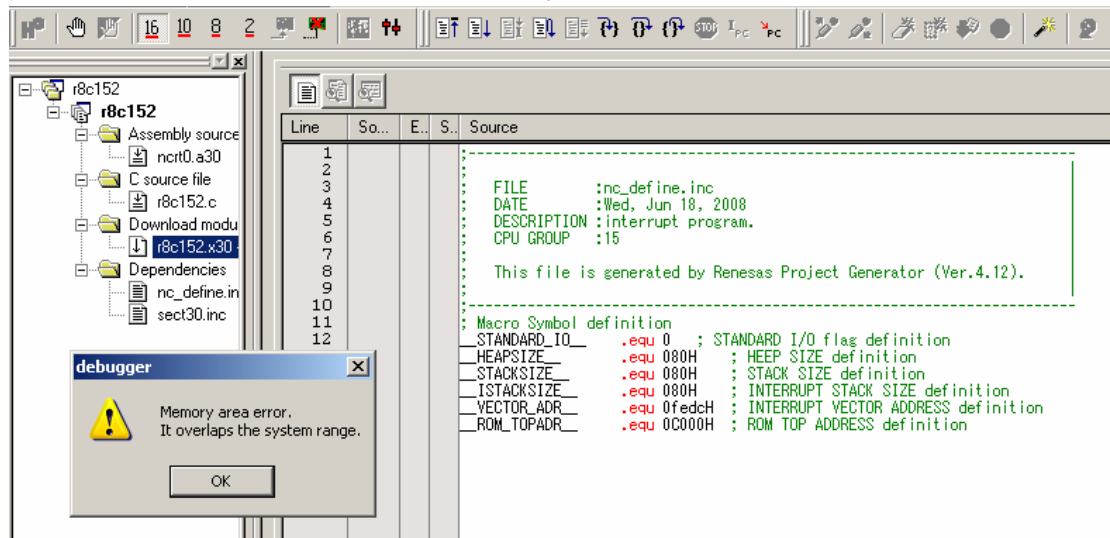 16 10 8 2
r8c152
r8c152
Assembly source
ncrt0.a30
C source file
r8c152.c
Download modu
r8c152.x30 -
Dependencies
nc_define.in
sect30.inc
Line So... E.. S.. Source
1 ;-------------------------------------------------------------------------
2 ;
3 ; FILE :nc_define.inc
4 ; DATE :Wed, Jun 18, 2008
5 ; DESCRIPTION :interrupt program.
6 ; CPU GROUP :15
7 ;
8 ; This file is generated by Renesas Project Generator (Ver.4.12).
9 ;
10 ;-------------------------------------------------------------------------
11 ; Macro Symbol definition
12 __STANDARD_IO__ .equ 0 ; STANDARD I/O flag definition
__HEAPSIZE__ .equ 080H ; HEEP SIZE definition
__STACKSIZE__ .equ 080H ; STACK SIZE definition
__ISTACKSIZE__ .equ 080H ; INTERRUPT STACK SIZE definition
__VECTOR_ADR__ .equ 0fedcH ; INTERRUPT VECTOR ADDRESS definition
__ROM_TOPADR__ .equ 0C000H ; ROM TOP ADDRESS definition
debugger
Memory area error.
It overlaps the system range.
OK
STOP
IPC
PC